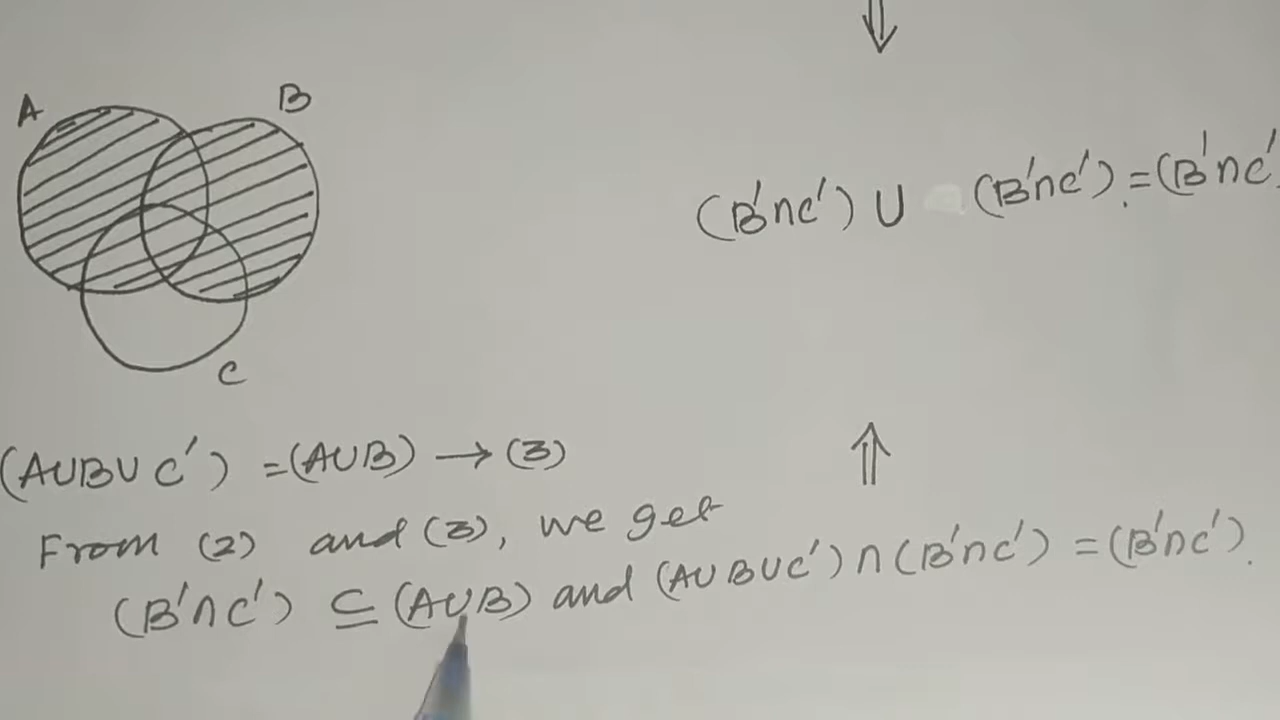 A
B
C
(B'∩C') ∪ (B'∩C').=(B'∩C'
(A∪B∪C') =(A∪B) → (3)
From (2) and (3), we get
(B'∩C') ⊆ (A∪B) and (A∪B∪C')∩(B'∩C') = (B'∩C').